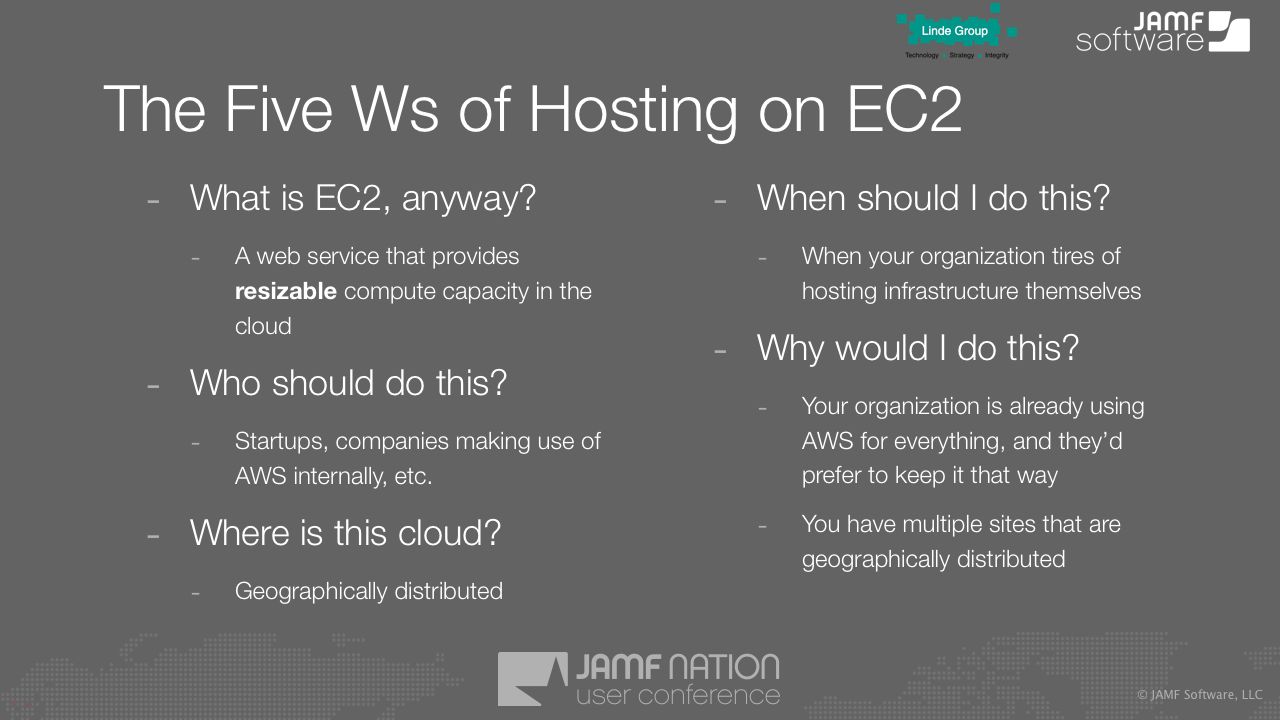 Linde Group
Technology Strategy Integrity
JAMF
software
The Five Ws of Hosting on EC2
- What is EC2, anyway?
- A web service that provides
resizable compute capacity in the
cloud
- Who should do this?
- Startups, companies making use of
AWS internally, etc.
- Where is this cloud?
- Geographically distributed
- When should I do this?
- When your organization tires of
hosting infrastructure themselves
- Why would I do this?
- Your organization is already using
AWS for everything, and they’d
prefer to keep it that way
- You have multiple sites that are
geographically distributed
JAMF NATION
user conference
© JAMF Software, LLC